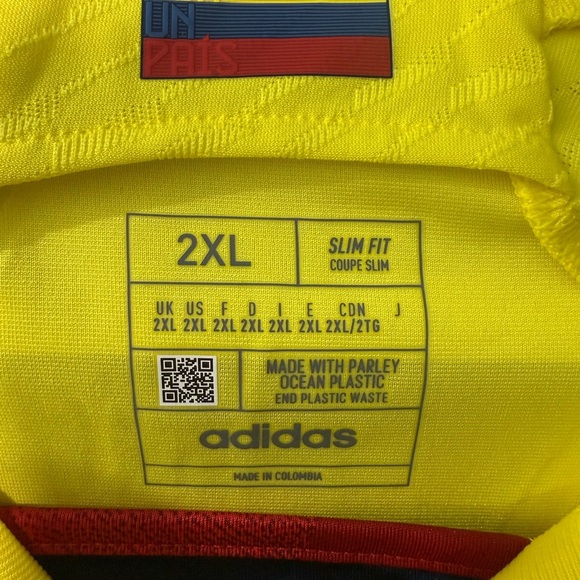 UN
PAÍS
2XL
SLIM FIT
COUPE SLIM
UK US F D I E CDN J
2XL 2XL 2XL 2XL 2XL 2XL 2XL/2TG
MADE WITH PARLEY
OCEAN PLASTIC
END PLASTIC WASTE
adidas
MADE IN COLOMBIA